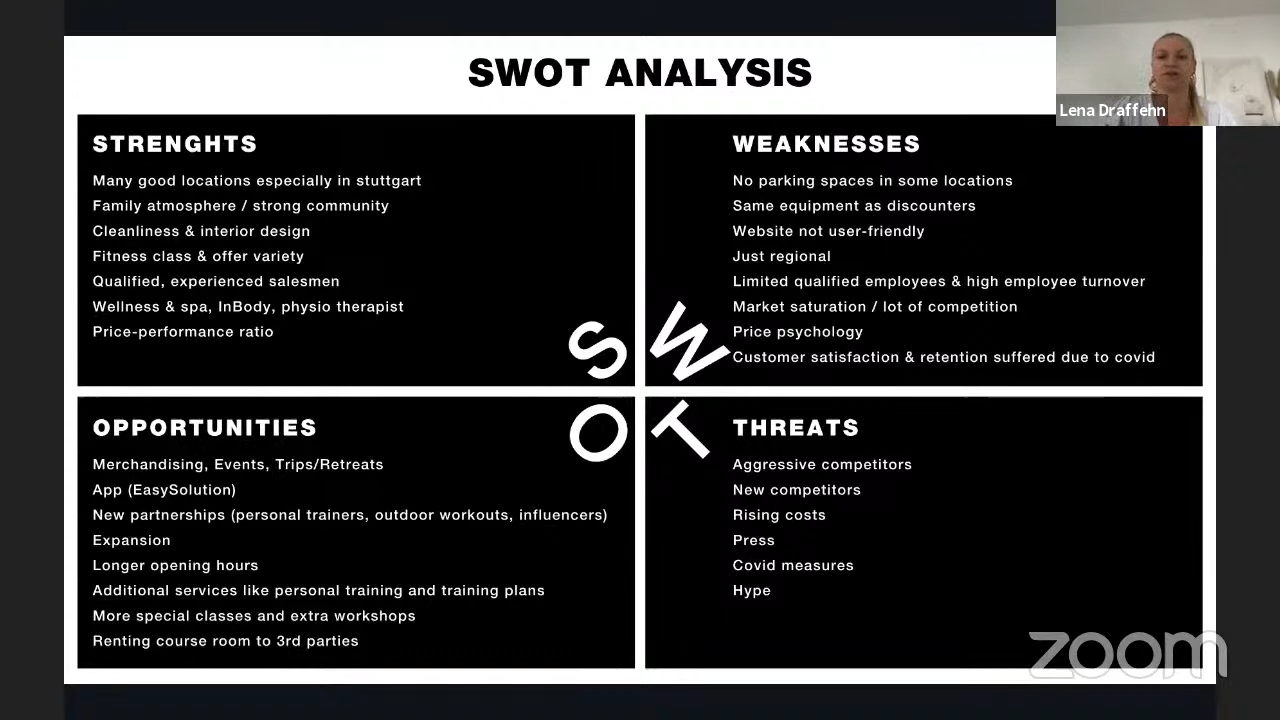 SWOT ANALYSIS
Lena Draffehn
STRENGHTS
Many good locations especially in stuttgart
Family atmosphere / strong community
Cleanliness & interior design
Fitness class & offer variety
Qualified, experienced salesmen
Wellness & spa, InBody, physio therapist
Price-performance ratio
S
WEAKNESSES
No parking spaces in some locations
Same equipment as discounters
Website not user-friendly
Just regional
Limited qualified employees & high employee turnover
Market saturation / lot of competition
Price psychology
Customer satisfaction & retention suffered due to covid
W
OPPORTUNITIES
Merchandising, Events, Trips/Retreats
App (EasySolution)
New partnerships (personal trainers, outdoor workouts, influencers)
Expansion
Longer opening hours
Additional services like personal training and training plans
More special classes and extra workshops
Renting course room to 3rd parties
O
THREATS
Aggressive competitors
New competitors
Rising costs
Press
Covid measures
Hype
T
zoom